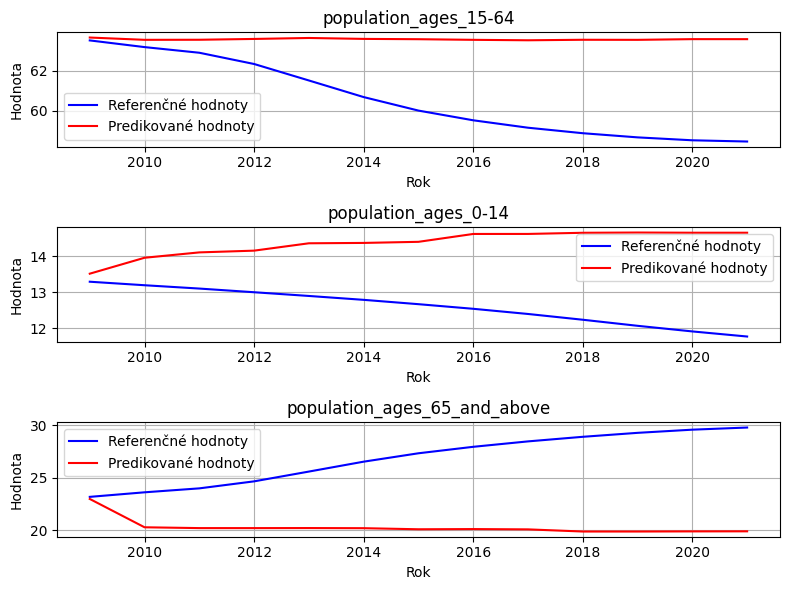 population_ages_15-64
Hodnota
62
60
Referenčné hodnoty
Predikované hodnoty
2010 2012 2014 2016 2018 2020
Rok
population_ages_0-14
Hodnota
14
13
12
Referenčné hodnoty
Predikované hodnoty
2010 2012 2014 2016 2018 2020
Rok
population_ages_65_and_above
Hodnota
30
25
20
Referenčné hodnoty
Predikované hodnoty
2010 2012 2014 2016 2018 2020
Rok